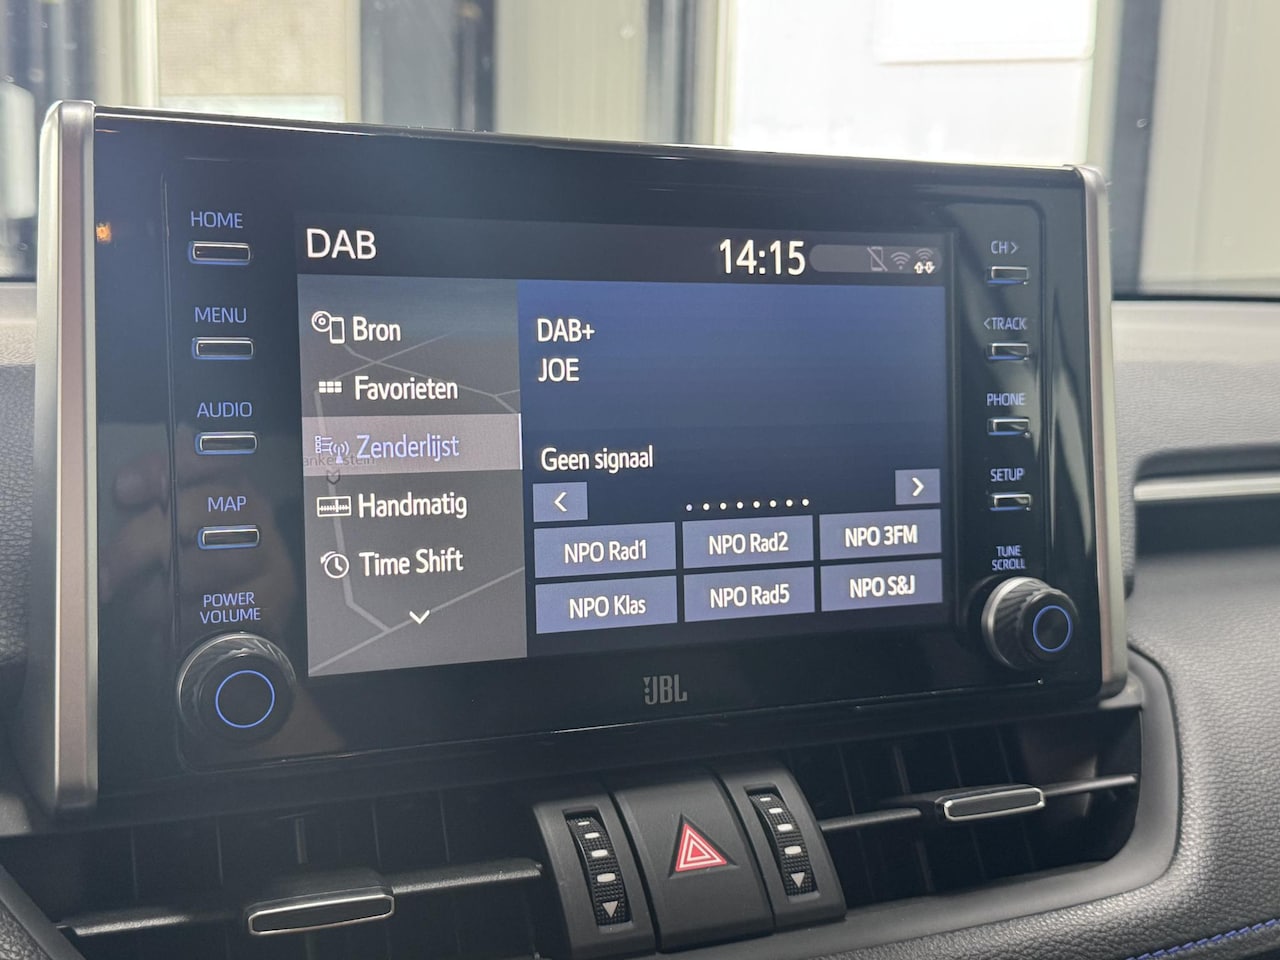 HOME
MENU
AUDIO
MAP
POWER
VOLUME
DAB
14:15
Bron
Favorieten
Zenderlijst
Handmatig
Time Shift
DAB+
JOE
Geen signaal
<
>
NPO Rad1
NPO Rad2
NPO 3FM
NPO Klas
NPO Rad5
NPO S&J
CH>
<TRACK
PHONE
SETUP
TUNE
SCROLL
JBL